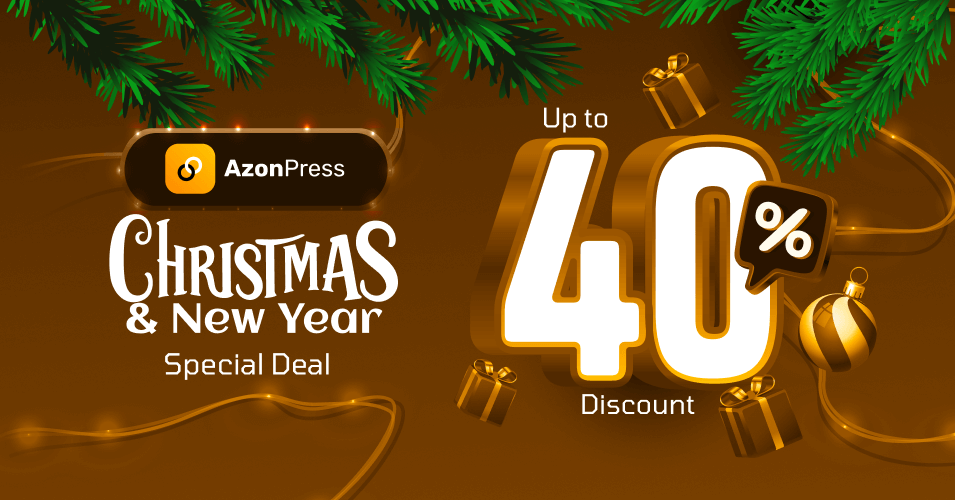 AzonPress
CHRISTMAS
& New Year
Special Deal
Up to
40
%
Discount